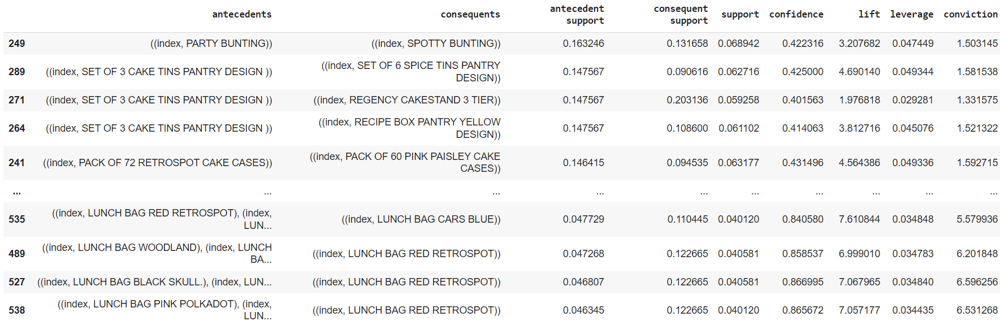 antecedents consequents antecedent support consequent support support confidence lift leverage conviction
249 ((index, PARTY BUNTING)) ((index, SPOTTY BUNTING)) 0.163246 0.131658 0.068942 0.422316 3.207682 0.047449 1.503145
289 ((index, SET OF 3 CAKE TINS PANTRY DESIGN )) ((index, SET OF 6 SPICE TINS PANTRY DESIGN)) 0.147567 0.090616 0.062716 0.425000 4.690140 0.049344 1.581538
271 ((index, SET OF 3 CAKE TINS PANTRY DESIGN )) ((index, REGENCY CAKESTAND 3 TIER)) 0.147567 0.203136 0.059258 0.401563 1.976818 0.029281 1.331575
264 ((index, SET OF 3 CAKE TINS PANTRY DESIGN )) ((index, RECIPE BOX PANTRY YELLOW DESIGN)) 0.147567 0.108600 0.061102 0.414063 3.812716 0.045076 1.521322
241 ((index, PACK OF 72 RETROSPOT CAKE CASES)) ((index, PACK OF 60 PINK PAISLEY CAKE CASES)) 0.146415 0.094535 0.063177 0.431496 4.564386 0.049336 1.592715
... ... ... ... ... ... ... ... ... ...
535 ((index, LUNCH BAG RED RETROSPOT), (index, LUN... ((index, LUNCH BAG CARS BLUE)) 0.047729 0.110445 0.040120 0.840580 7.610844 0.034848 5.579936
489 ((index, LUNCH BAG WOODLAND), (index, LUNCH BA... ((index, LUNCH BAG RED RETROSPOT)) 0.047268 0.122665 0.040581 0.858537 6.999010 0.034783 6.201848
527 ((index, LUNCH BAG BLACK SKULL.), (index, LUN... ((index, LUNCH BAG RED RETROSPOT)) 0.046807 0.122665 0.040581 0.866995 7.067965 0.034840 6.596256
538 ((index, LUNCH BAG PINK POLKADOT), (index, LUN... ((index, LUNCH BAG RED RETROSPOT)) 0.046345 0.122665 0.040120 0.865672 7.057177 0.034435 6.531268